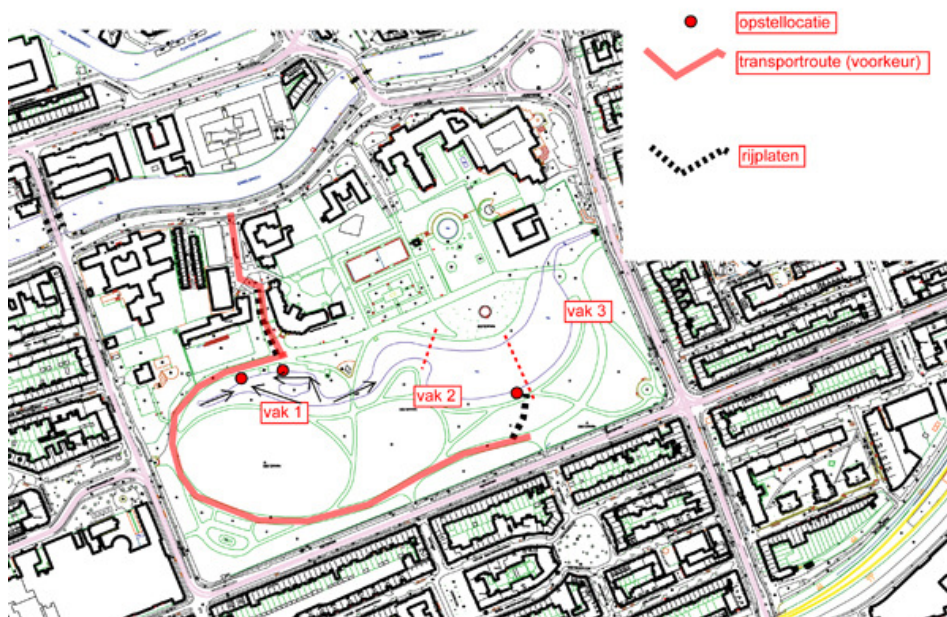 opstellocatie
transportroute (voorkeur)
rijplaten
vak 3
vak 2
vak 1